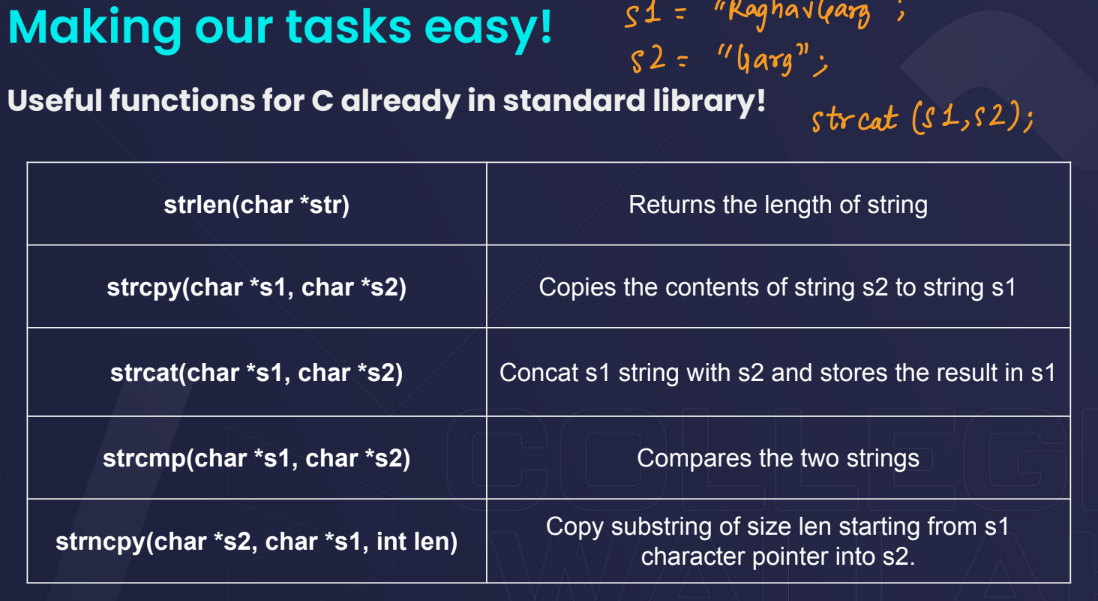 Making our tasks easy!
s1 = "RaghavGarg";
s2 = "Garg";
Useful functions for C already in standard library!
strcat (s1,s2);
strlen(char *str)
Returns the length of string
strcpy(char *s1, char *s2)
Copies the contents of string s2 to string s1
strcat(char *s1, char *s2)
Concat s1 string with s2 and stores the result in s1
strcmp(char *s1, char *s2)
Compares the two strings
strncpy(char *s2, char *s1, int len)
Copy substring of size len starting from s1
character pointer into s2.